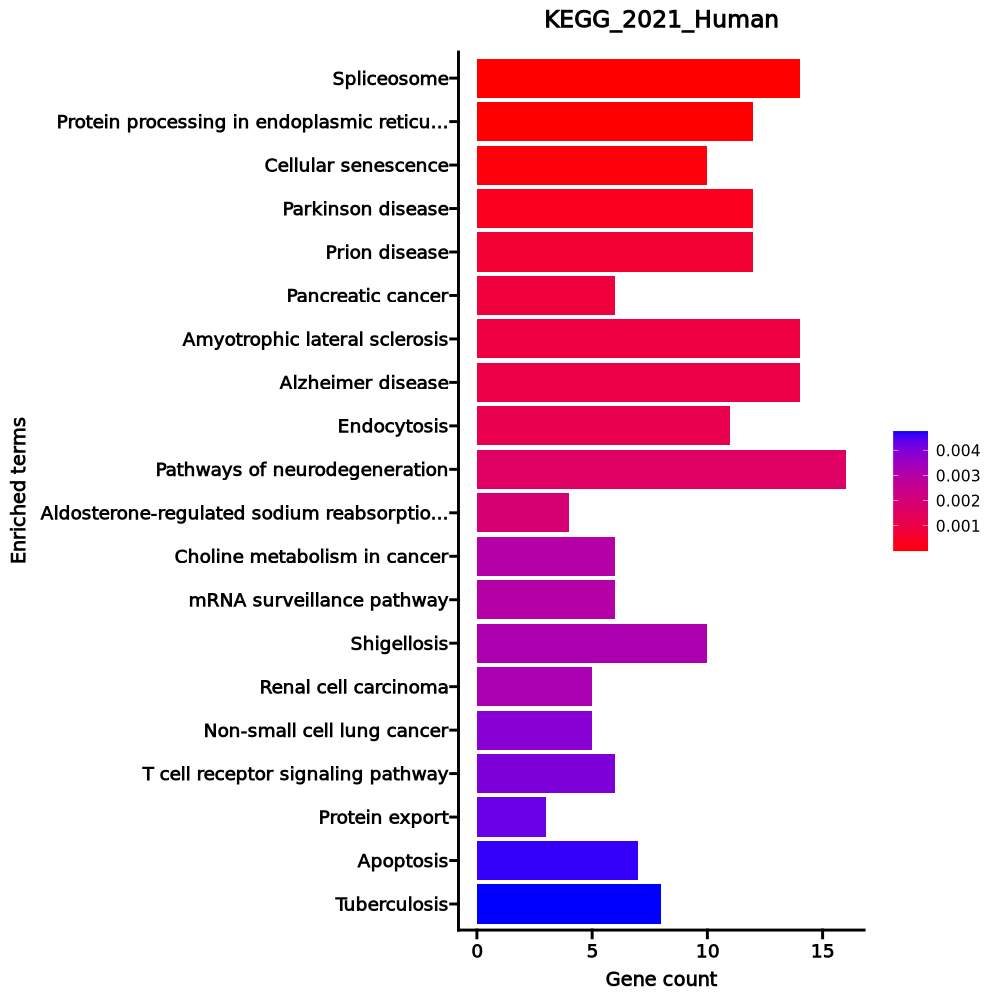 KEGG_2021_Human
Spliceosome
Protein processing in endoplasmic reticu...
Cellular senescence
Parkinson disease
Prion disease
Pancreatic cancer
Amyotrophic lateral sclerosis
Alzheimer disease
Endocytosis
Pathways of neurodegeneration
Aldosterone-regulated sodium reabsorptio...
Choline metabolism in cancer
mRNA surveillance pathway
Shigellosis
Renal cell carcinoma
Non-small cell lung cancer
T cell receptor signaling pathway
Protein export
Apoptosis
Tuberculosis
Enriched terms
0 5 10 15
Gene count
0.004
0.003
0.002
0.001